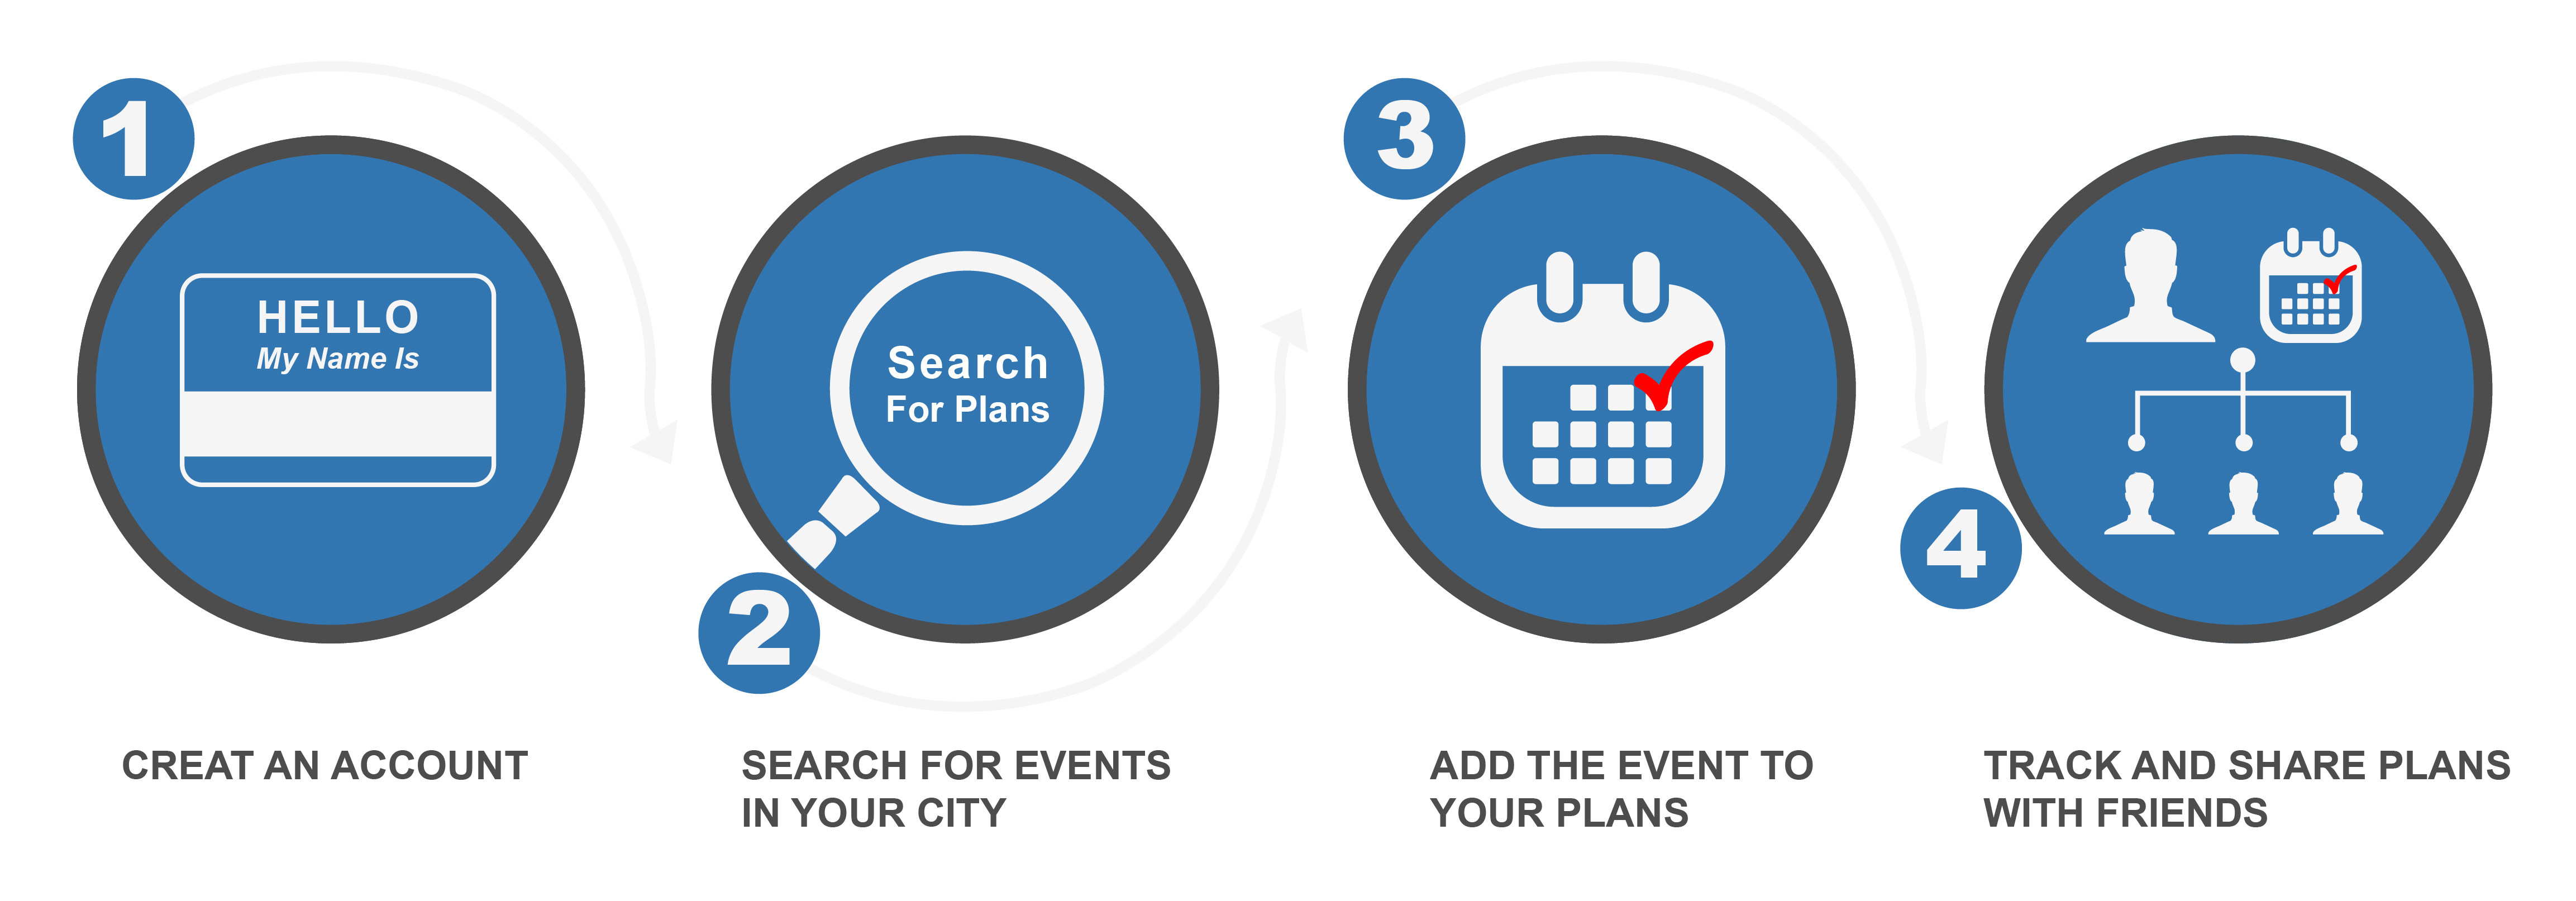 1
HELLO
My Name Is
CREAT AN ACCOUNT
2
Search
For Plans
SEARCH FOR EVENTS
IN YOUR CITY
3
ADD THE EVENT TO
YOUR PLANS
4
TRACK AND SHARE PLANS
WITH FRIENDS